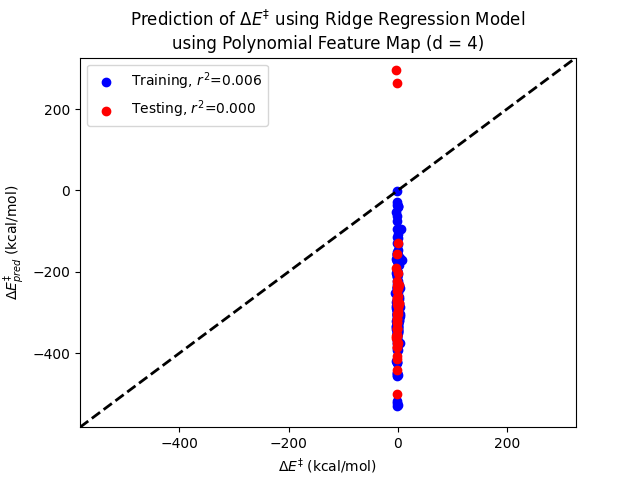 Prediction of ΔE‡ using Ridge Regression Model
using Polynomial Feature Map (d = 4)
Training, r²=0.006
Testing, r²=0.000
ΔE‡pred (kcal/mol)
200
0
−200
−400
−400
−200
0
200
ΔE‡ (kcal/mol)